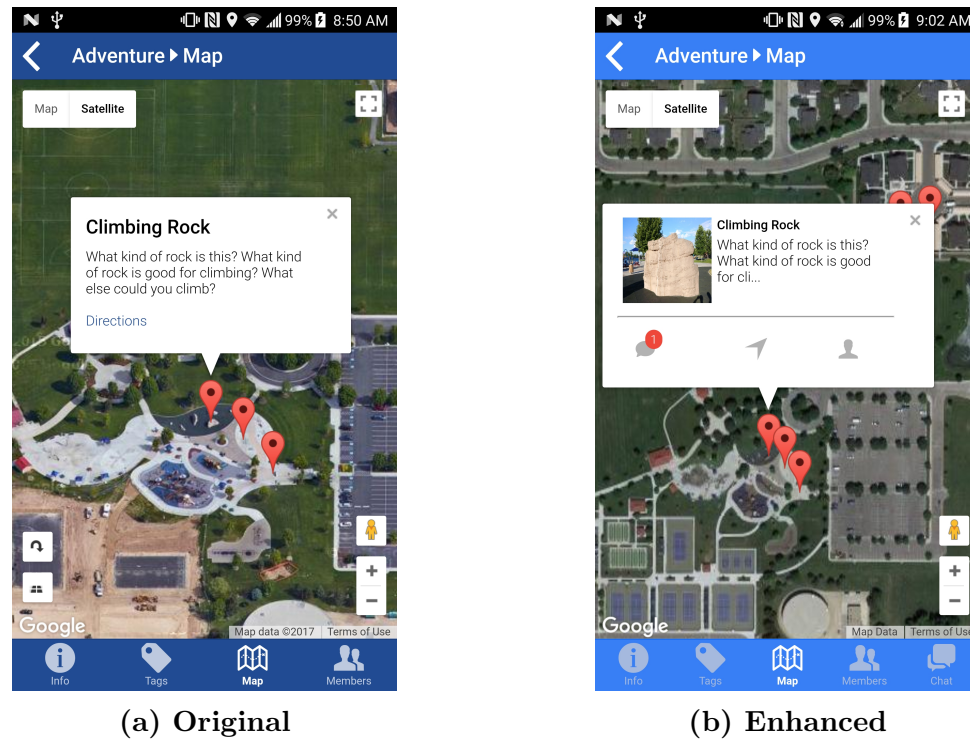 99% 8:50 AM
Adventure Map
Map Satellite
Climbing Rock
What kind of rock is this? What kind
of rock is good for climbing? What
else could you climb?
Directions
Google
Map data ©2017 Terms of Use
Info Tags Map Members
(a) Original
99% 9:02 AM
Adventure Map
Map Satellite
Climbing Rock
What kind of rock is this?
What kind of rock is good
for cli...
1
Google
Map Data Terms of Use
Info Tags Map Members Chat
(b) Enhanced